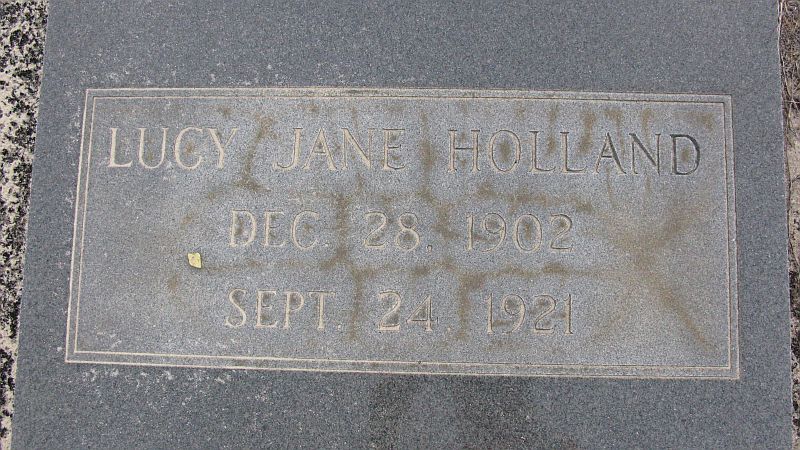 LUCY JANE HOLLAND
DEC. 28. 1902
SEPT. 24. 1921